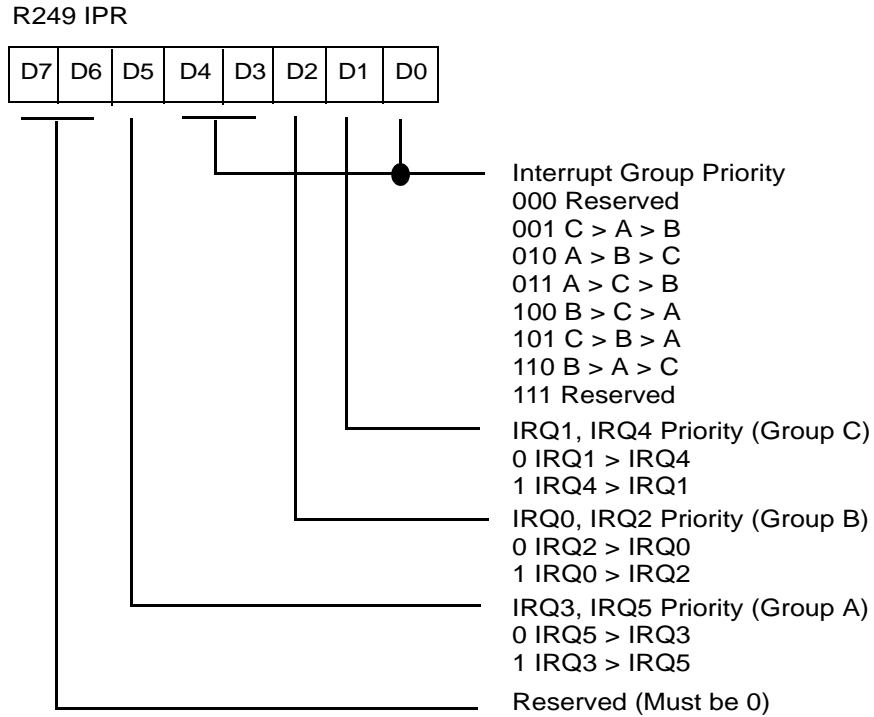 R249 IPR
D7 D6 D5 D4 D3 D2 D1 D0
Interrupt Group Priority
000 Reserved
001 C > A > B
010 A > B > C
011 A > C > B
100 B > C > A
101 C > B > A
110 B > A > C
111 Reserved
IRQ1, IRQ4 Priority (Group C)
0 IRQ1 > IRQ4
1 IRQ4 > IRQ1
IRQ0, IRQ2 Priority (Group B)
0 IRQ2 > IRQ0
1 IRQ0 > IRQ2
IRQ3, IRQ5 Priority (Group A)
0 IRQ5 > IRQ3
1 IRQ3 > IRQ5
Reserved (Must be 0)